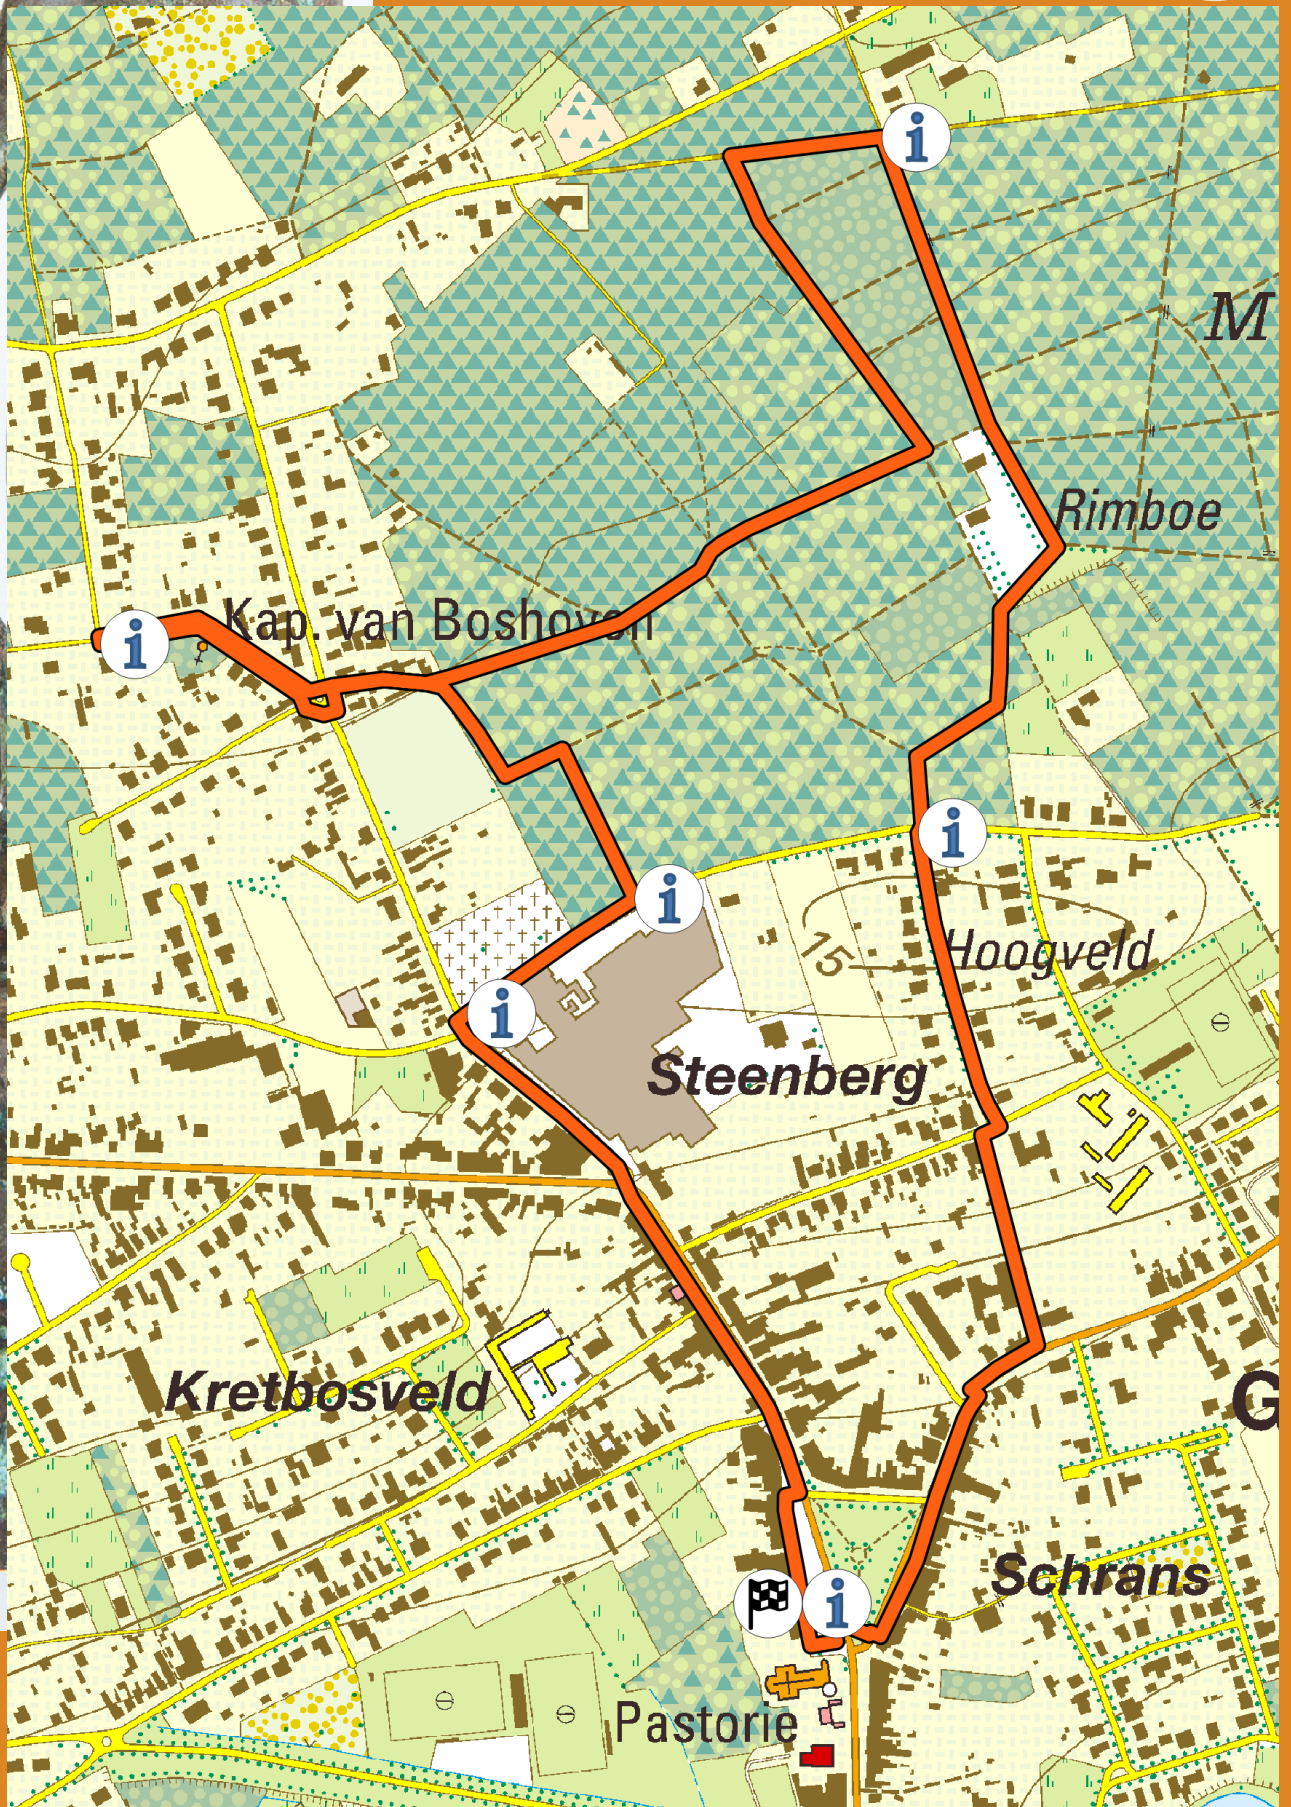 i
M
Rimboe
Kap. van Boshoven
i
i
i
Hoogveld
15
i
Steenberg
Kretbosveld
G
Schrans
i
Pastorie